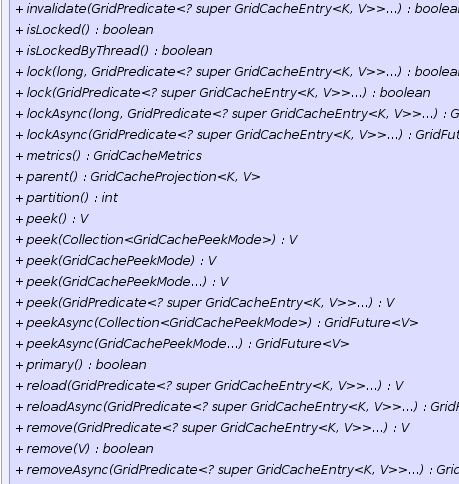 + invalidate(GridPredicate<? super GridCacheEntry<K, V>>...) : boolea
+ isLocked() : boolean
+ isLockedByThread() : boolean
+ lock(long, GridPredicate<? super GridCacheEntry<K, V>>...) : boolea
+ lock(GridPredicate<? super GridCacheEntry<K, V>>...) : boolean
+ lockAsync(long, GridPredicate<? super GridCacheEntry<K, V>>...) : G
+ lockAsync(GridPredicate<? super GridCacheEntry<K, V>>...) : GridFut
+ metrics() : GridCacheMetrics
+ parent() : GridCacheProjection<K, V>
+ partition() : int
+ peek() : V
+ peek(Collection<GridCachePeekMode>) : V
+ peek(GridCachePeekMode) : V
+ peek(GridCachePeekMode...) : V
+ peek(GridPredicate<? super GridCacheEntry<K, V>>...) : V
+ peekAsync(Collection<GridCachePeekMode>) : GridFuture<V>
+ peekAsync(GridCachePeekMode...) : GridFuture<V>
+ primary() : boolean
+ reload(GridPredicate<? super GridCacheEntry<K, V>>...) : V
+ reloadAsync(GridPredicate<? super GridCacheEntry<K, V>>...) : GridF
+ remove(GridPredicate<? super GridCacheEntry<K, V>>...) : V
+ remove(V) : boolean
+ removeAsync(GridPredicate<? super GridCacheEntry<K, V>>...) : Grid